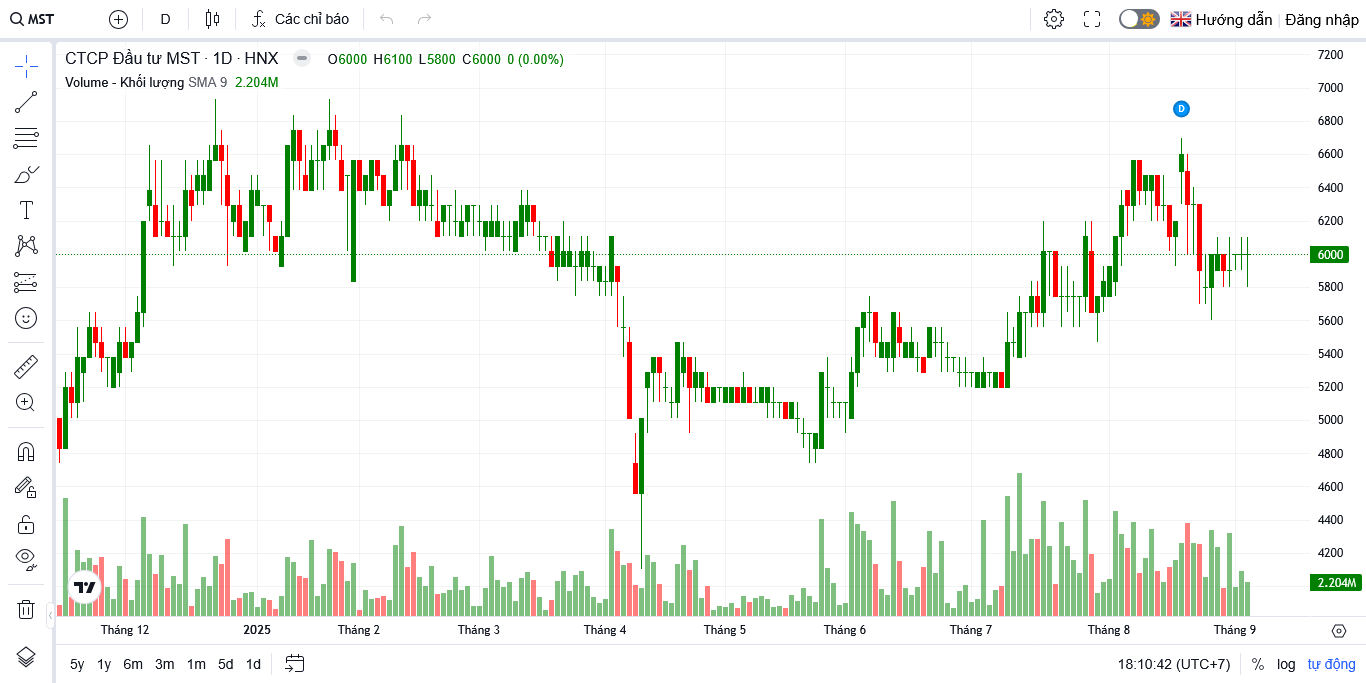 MST D Các chỉ báo Hướng dẫn Đăng nhập
CTCP Đầu tư MST · 1D · HNX O6000 H6100 L5800 C6000 0 (0.00%)
Volume - Khối lượng SMA 9 2.204M
D
7200
7000
6800
6600
6400
6200
6000
5800
5600
5400
5200
5000
4800
4600
4400
4200
2.204M
Tháng 12 2025 Tháng 2 Tháng 3 Tháng 4 Tháng 5 Tháng 6 Tháng 7 Tháng 8 Tháng 9
5y 1y 6m 3m 1m 5d 1d 18:10:42 (UTC+7) % log tự động